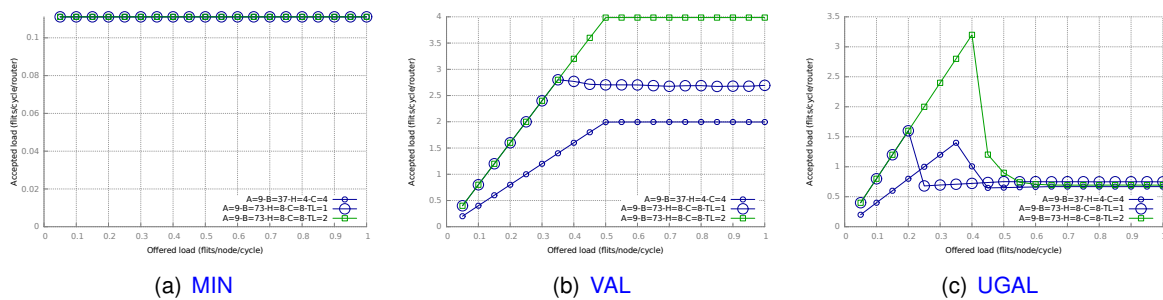 Accepted load (flits/cycle/router)
0.1
0.08
0.06
0.04
0.02
0
A=9-B=37-H=4-C=4
A=9-B=73-H=8-C=8-TL=1
A=9-B=73-H=8-C=8-TL=2
0 0.1 0.2 0.3 0.4 0.5 0.6 0.7 0.8 0.9 1
Offered load (flits/node/cycle)
(a) MIN
Accepted load (flits/cycle/router)
4
3.5
3
2.5
2
1.5
1
0.5
0
A=9-B=37-H=4-C=4
A=9-B=73-H=8-C=8-TL=1
A=9-B=73-H=8-C=8-TL=2
0 0.1 0.2 0.3 0.4 0.5 0.6 0.7 0.8 0.9 1
Offered load (flits/node/cycle)
(b) VAL
Accepted load (flits/cycle/router)
3.5
3
2.5
2
1.5
1
0.5
0
A=9-B=37-H=4-C=4
A=9-B=73-H=8-C=8-TL=1
A=9-B=73-H=8-C=8-TL=2
0 0.1 0.2 0.3 0.4 0.5 0.6 0.7 0.8 0.9 1
Offered load (flits/node/cycle)
(c) UGAL